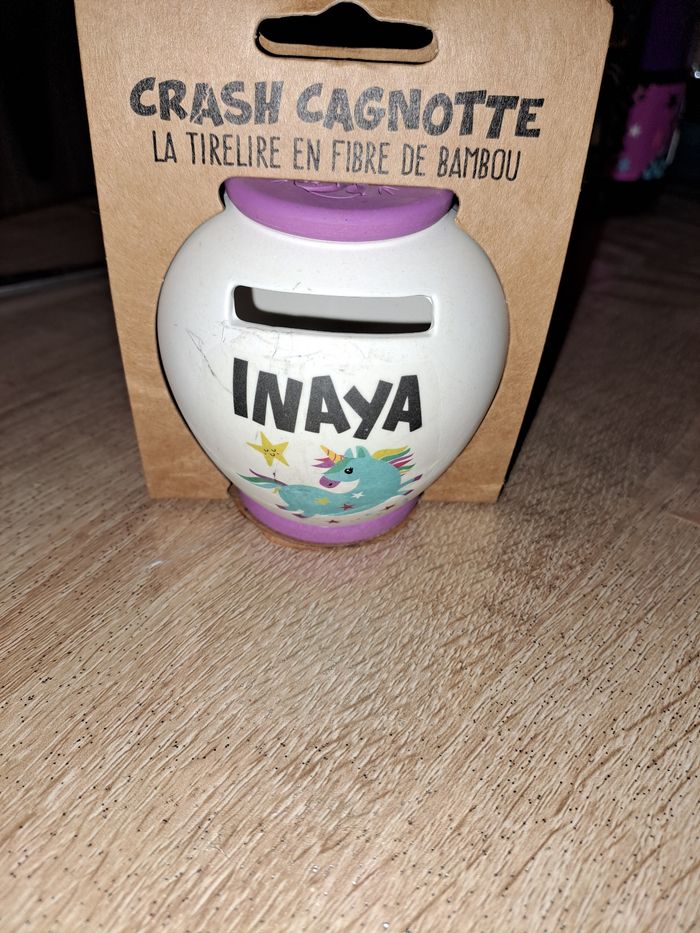 CRASH CAGNOTTE
LA TIRELIRE EN FIBRE DE BAMBOU
INAYA